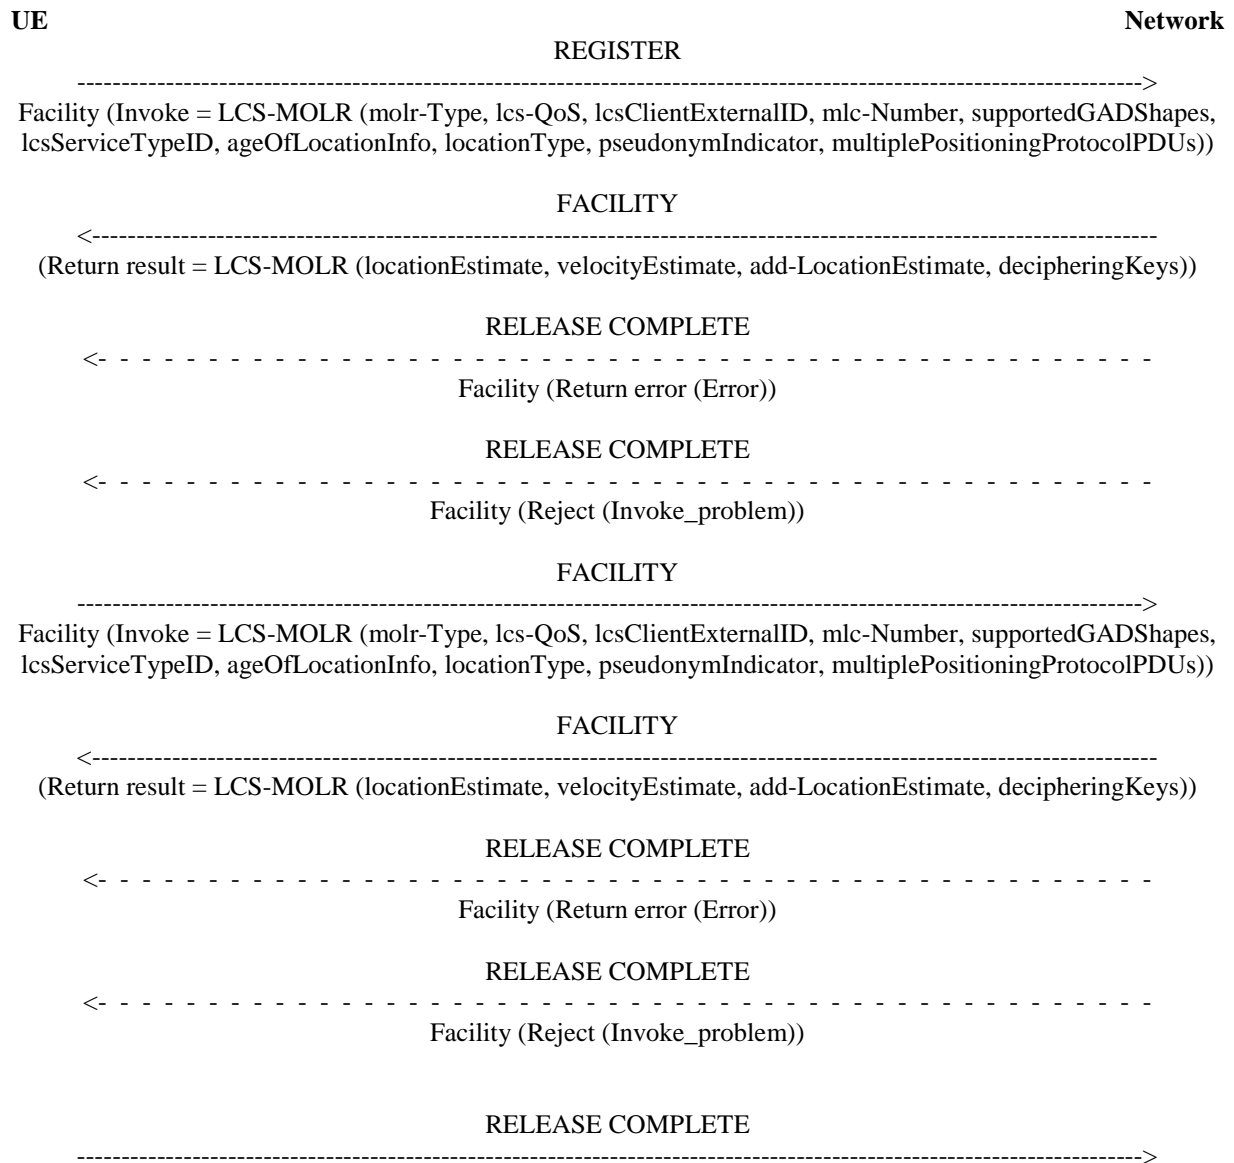 UE Network
REGISTER
------------------------------------------------------------------------------------------------------------------------>
Facility (Invoke = LCS-MOLR (molr-Type, lcs-QoS, lcsClientExternalID, mlc-Number, supportedGADShapes,
lcsServiceTypeID, ageOfLocationInfo, locationType, pseudonymIndicator, multiplePositioningProtocolPDUs))
FACILITY
<------------------------------------------------------------------------------------------------------------------------
(Return result = LCS-MOLR (locationEstimate, velocityEstimate, add-LocationEstimate, decipheringKeys))
RELEASE COMPLETE
<- - - - - - - - - - - - - - - - - - - - - - - - - - - - - - - - - - - - - - - - - - - - - - - -
Facility (Return error (Error))
RELEASE COMPLETE
<- - - - - - - - - - - - - - - - - - - - - - - - - - - - - - - - - - - - - - - - - - - - - - - -
Facility (Reject (Invoke_problem))
FACILITY
------------------------------------------------------------------------------------------------------------------------>
Facility (Invoke = LCS-MOLR (molr-Type, lcs-QoS, lcsClientExternalID, mlc-Number, supportedGADShapes,
lcsServiceTypeID, ageOfLocationInfo, locationType, pseudonymIndicator, multiplePositioningProtocolPDUs))
FACILITY
<------------------------------------------------------------------------------------------------------------------------
(Return result = LCS-MOLR (locationEstimate, velocityEstimate, add-LocationEstimate, decipheringKeys))
RELEASE COMPLETE
<- - - - - - - - - - - - - - - - - - - - - - - - - - - - - - - - - - - - - - - - - - - - - - - -
Facility (Return error (Error))
RELEASE COMPLETE
<- - - - - - - - - - - - - - - - - - - - - - - - - - - - - - - - - - - - - - - - - - - - - - - -
Facility (Reject (Invoke_problem))
RELEASE COMPLETE
------------------------------------------------------------------------------------------------------------------------>